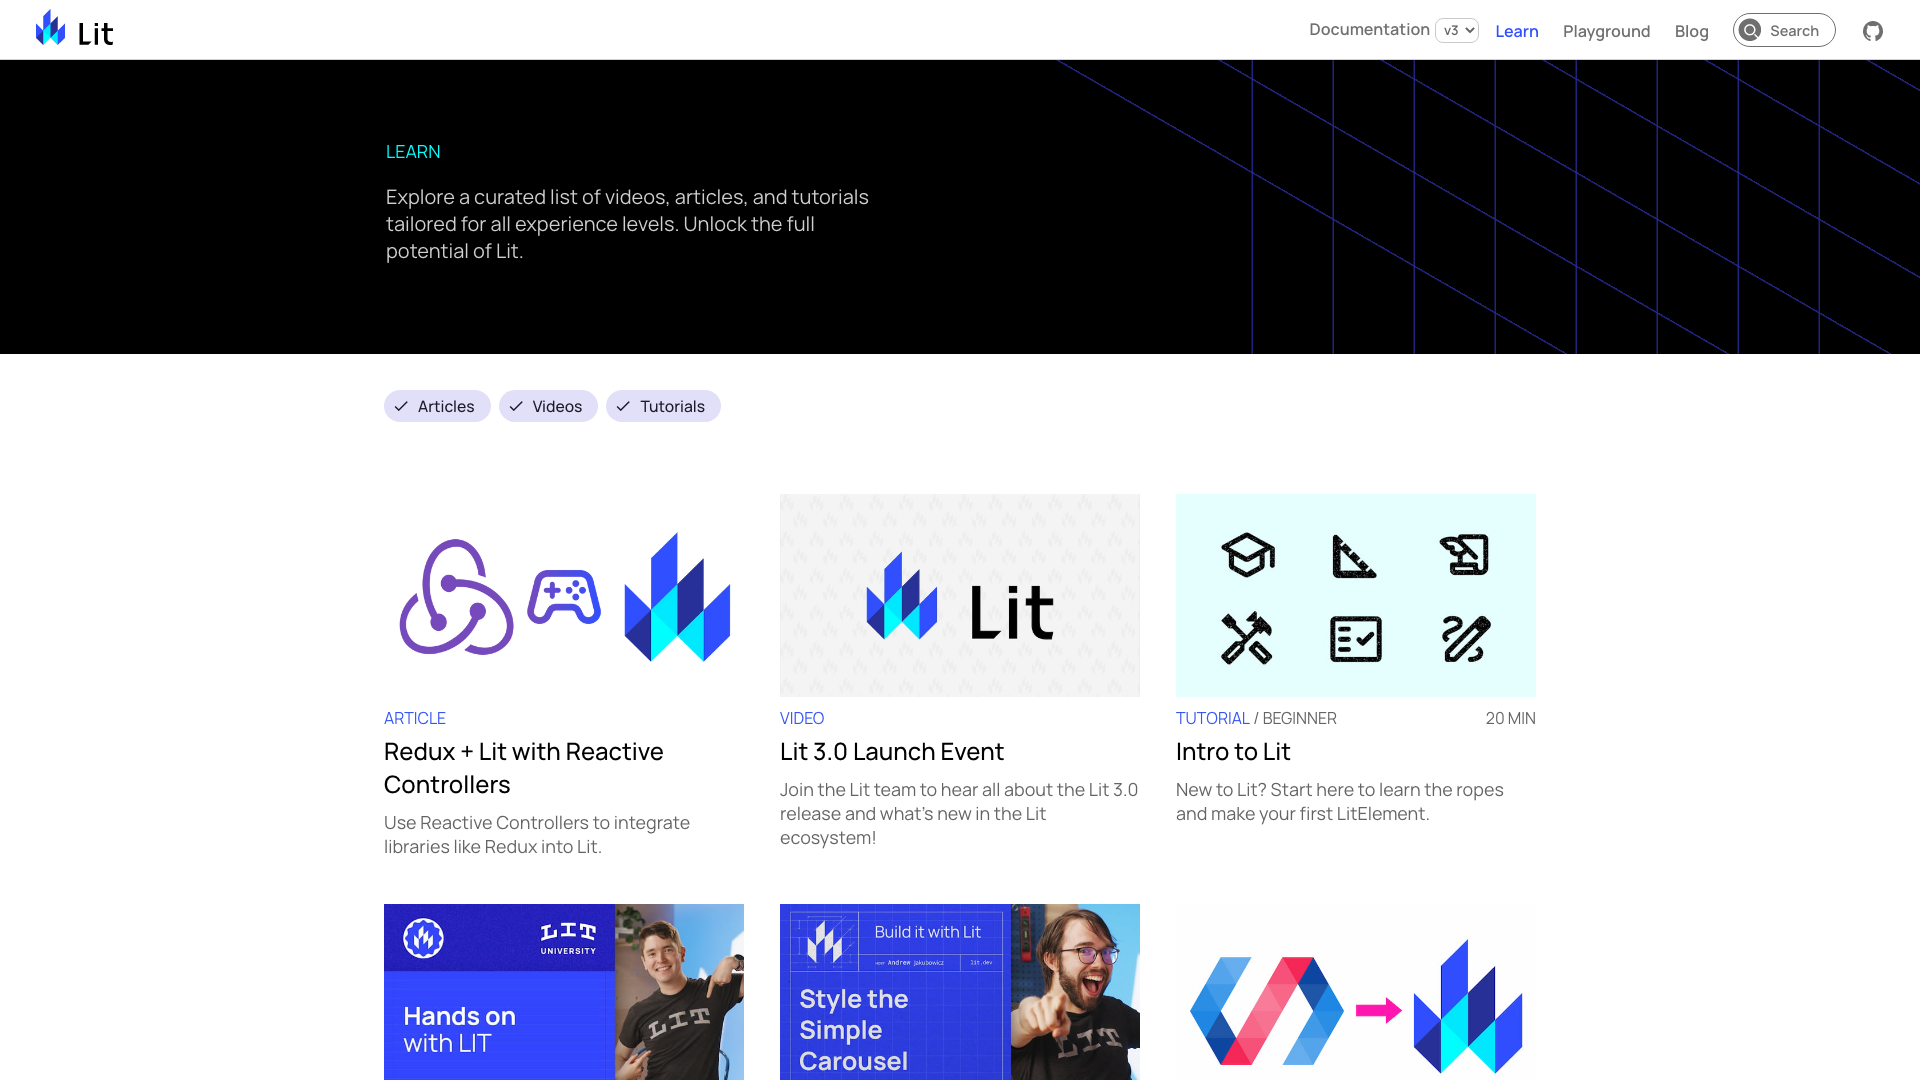 Lit
Documentation v3 Learn Playground Blog Search
LEARN
Explore a curated list of videos, articles, and tutorials
tailored for all experience levels. Unlock the full
potential of Lit.
Articles Videos Tutorials
Lit
ARTICLE
Redux + Lit with Reactive
Controllers
Use Reactive Controllers to integrate
libraries like Redux into Lit.
VIDEO
Lit 3.0 Launch Event
Join the Lit team to hear all about the Lit 3.0
release and what's new in the Lit
ecosystem!
TUTORIAL / BEGINNER 20 MIN
Intro to Lit
New to Lit? Start here to learn the ropes
and make your first LitElement.
LIT
UNIVERSITY
Hands on
with LIT
LIT
Build it with Lit
HOST Andrew Jakubowicz lit.dev
Style the
Simple
Carousel
LIT